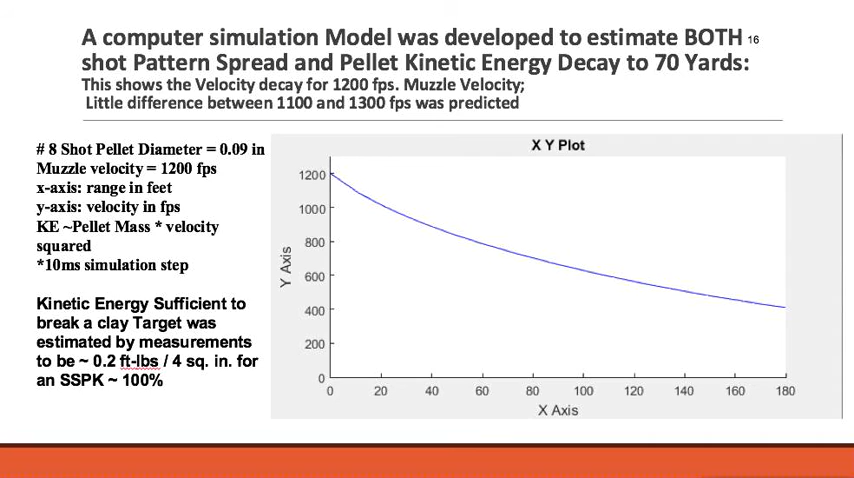 A computer simulation Model was developed to estimate BOTH 16
shot Pattern Spread and Pellet Kinetic Energy Decay to 70 Yards:
This shows the Velocity decay for 1200 fps. Muzzle Velocity;
Little difference between 1100 and 1300 fps was predicted
# 8 Shot Pellet Diameter = 0.09 in
Muzzle velocity = 1200 fps
x-axis: range in feet
y-axis: velocity in fps
KE ~Pellet Mass * velocity
squared
*10ms simulation step
Kinetic Energy Sufficient to
break a clay Target was
estimated by measurements
to be ~ 0.2 ft-lbs / 4 sq. in. for
an SSPK ~ 100%
X Y Plot
Y Axis
1200
1000
800
600
400
200
0
0 20 40 60 80 100 120 140 160 180
X Axis